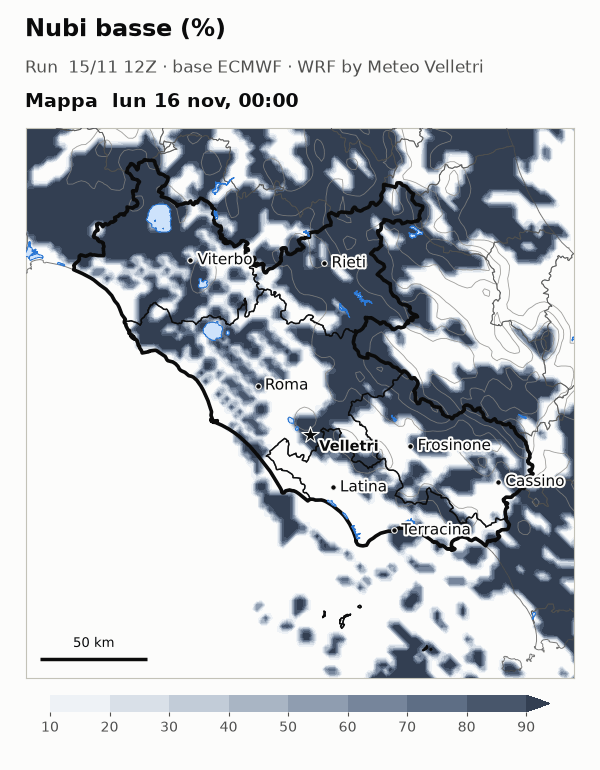 Nubi basse (%)
Run 15/11 12Z · base ECMWF · WRF by Meteo Velletri
Mappa lun 16 nov, 00:00
Viterbo
Rieti
Roma
Velletri
Frosinone
Cassino
Latina
Terracina
50 km
10 20 30 40 50 60 70 80 90